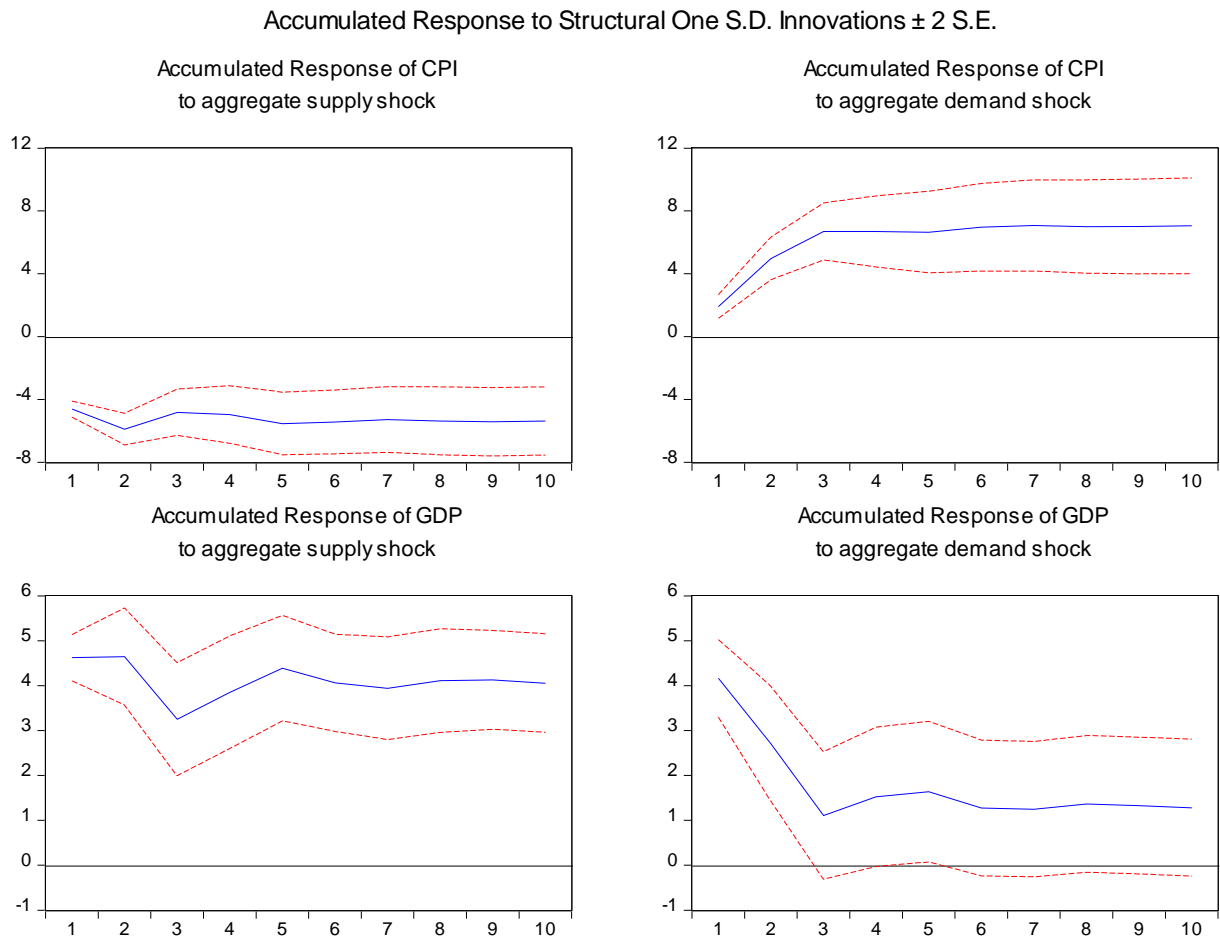 Accumulated Response to Structural One S.D. Innovations ± 2 S.E.
Accumulated Response of CPI
to aggregate supply shock
12
8
4
0
-4
-8
1 2 3 4 5 6 7 8 9 10
Accumulated Response of CPI
to aggregate demand shock
12
8
4
0
-4
-8
1 2 3 4 5 6 7 8 9 10
Accumulated Response of GDP
to aggregate supply shock
6
5
4
3
2
1
0
-1
1 2 3 4 5 6 7 8 9 10
Accumulated Response of GDP
to aggregate demand shock
6
5
4
3
2
1
0
-1
1 2 3 4 5 6 7 8 9 10